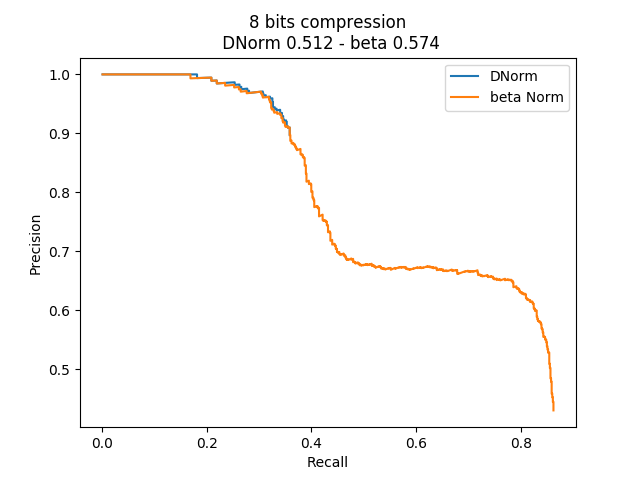 8 bits compression
DNorm 0.512 - beta 0.574
DNorm
beta Norm
1.0
0.9
0.8
0.7
0.6
0.5
Precision
0.0 0.2 0.4 0.6 0.8
Recall